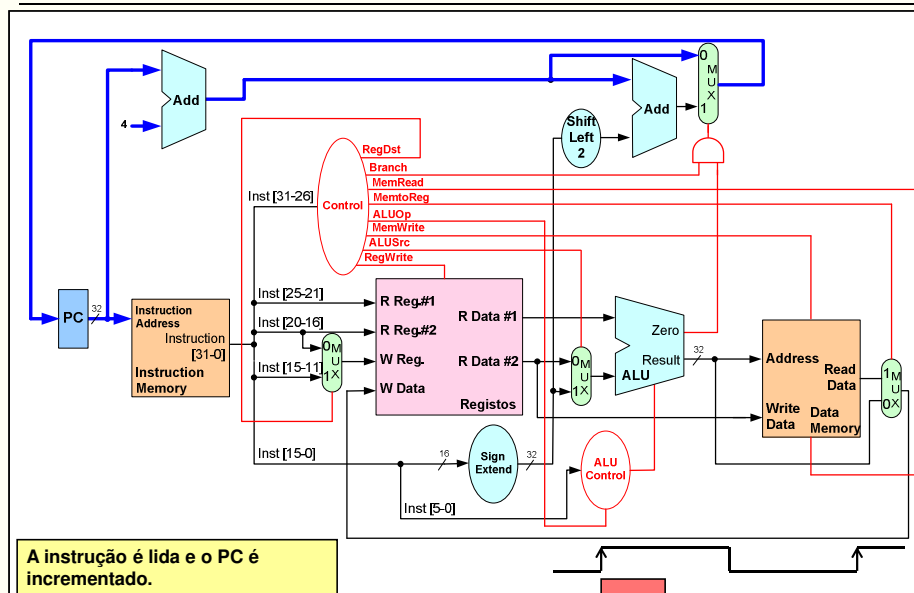 0
M
U
X
1
Add
4
Add
Shift
Left
2
RegDst
Branch
MemRead
MemtoReg
ALUOp
MemWrite
ALUSrc
RegWrite
Control
Inst [31-26]
Inst [25-21]
Inst [20-16]
Inst [15-11]
Inst [15-0]
Inst [5-0]
PC
32
Instruction
Address
Instruction
[31-0]
Instruction
Memory
0
M
U
X
1
R Reg.#1
R Reg.#2
W Reg.
W Data
R Data #1
R Data #2
Registos
0
M
U
X
1
Zero
Result
ALU
32
Address
Read
Data
Write
Data
Data
Memory
1
M
U
X
0
16
Sign
Extend
32
ALU
Control
A instrução é lida e o PC é
incrementado.